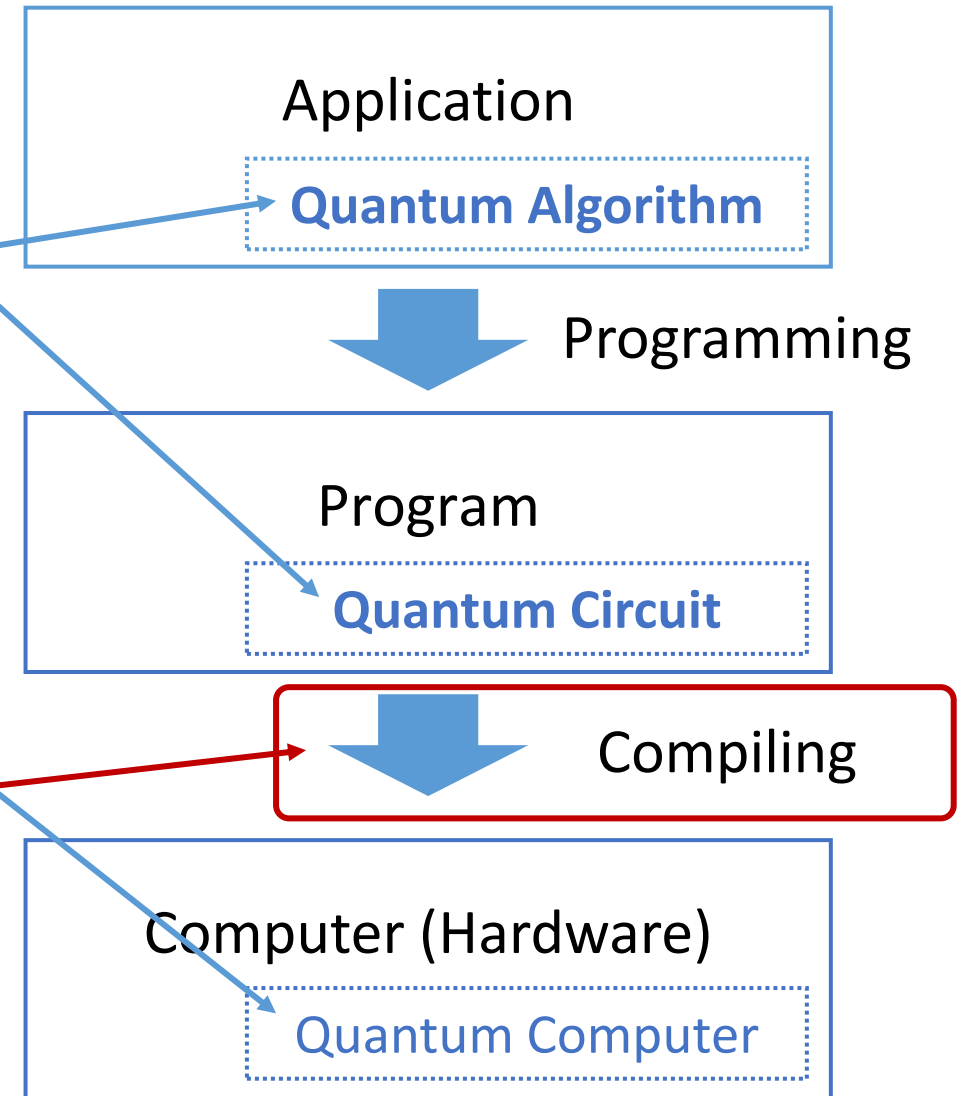 Application
Quantum Algorithm
Programming
Program
Quantum Circuit
Compiling
Computer (Hardware)
Quantum Computer